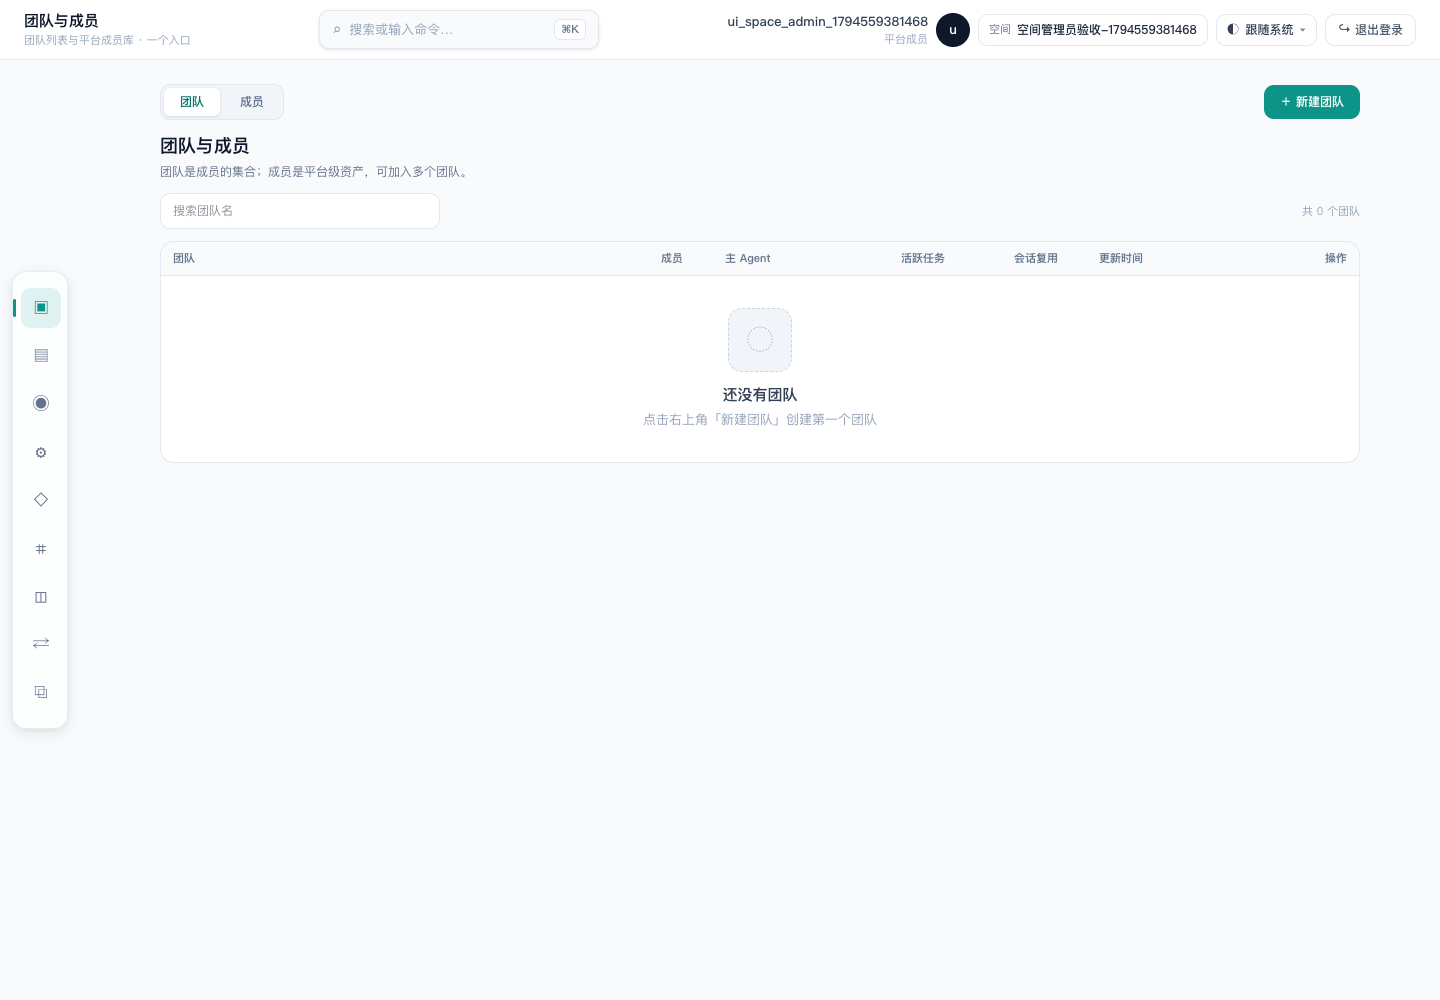 团队与成员
团队列表与平台成员库 · 一个入口
搜索或输入命令... ⌘K
ui_space_admin_1794559381468
平台成员
u
空间 空间管理员验收-1794559381468
跟随系统
退出登录
团队 成员
+ 新建团队
团队与成员
团队是成员的集合；成员是平台级资产，可加入多个团队。
搜索团队名
共 0 个团队
团队 成员 主 Agent 活跃任务 会话复用 更新时间 操作
还没有团队
点击右上角「新建团队」创建第一个团队